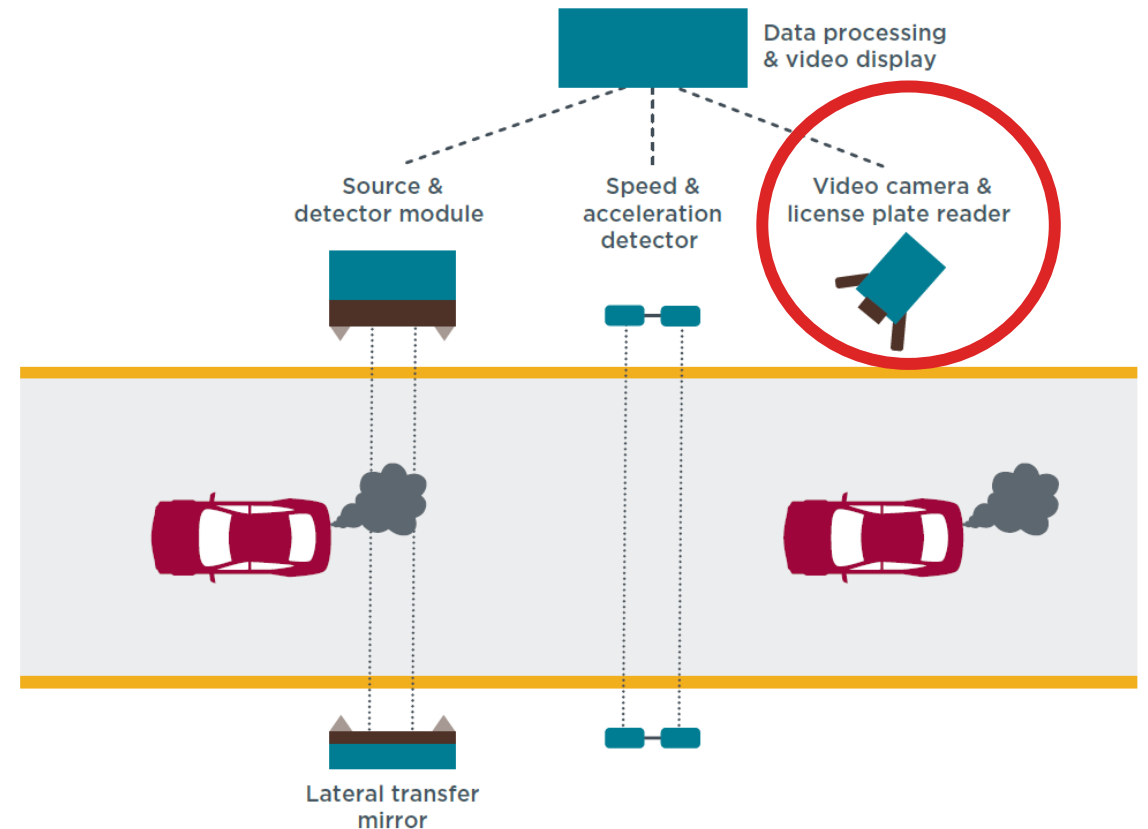 Data processing
& video display
Source &
detector module
Speed &
acceleration
detector
Video camera &
license plate reader
Lateral transfer
mirror